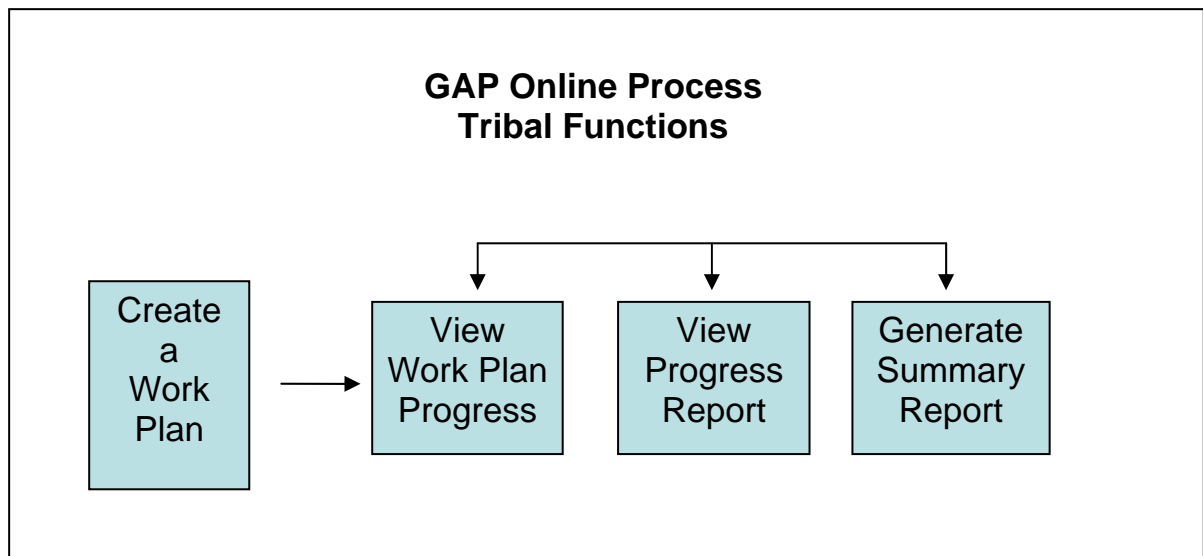 GAP Online Process
Tribal Functions
Create
a
Work
Plan
View
Work Plan
Progress
View
Progress
Report
Generate
Summary
Report